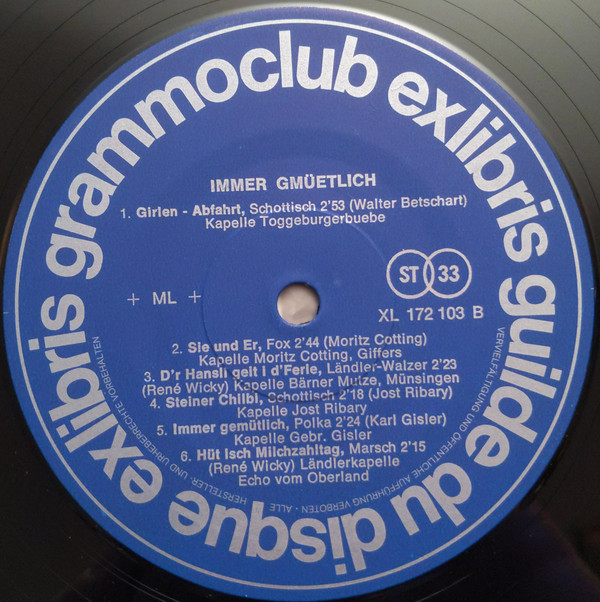 grammoclub exlibris guilde du disque exlibris
IMMER GMÜETLICH
1. Girlen - Abfahrt, Schottisch 2'53 (Walter Betschart)
Kapelle Toggeburgerbuebe
ST 33
+ ML +
XL 172 103 B
2. Sie und Er, Fox 2'44 (Moritz Cotting)
Kapelle Moritz Cotting, Giffers
3. D'r Hansli geit i d'Ferie, Ländler-Walzer 2'23
(René Wicky) Kapelle Bärner Mutze, Münsingen
4. Steiner Chilbi, Schottisch 2'18 (Jost Ribary)
Kapelle Jost Ribary
5. Immer gemütlich, Polka 2'24 (Karl Gisler)
Kapelle Gebr. Gisler
6. Hüt isch Milchzahltag, Marsch 2'15
(René Wicky) Ländlerkapelle
Echo vom Oberland
VERVIELFÄLTIGUNG UND ÖFFENTLICHE AUFFÜHRUNG VERBOTEN · ALLE HERSTELLER- UND URHEBERRECHTE VORBEHALTEN